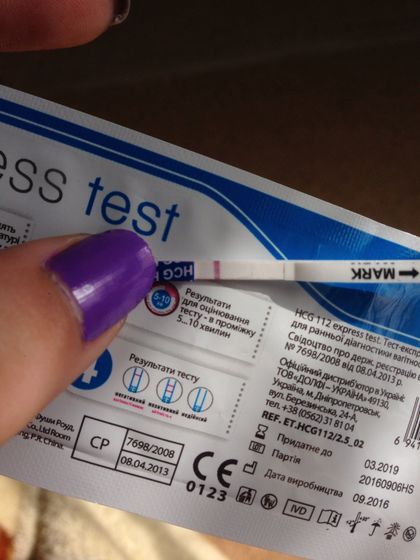 ess test
HCG
MARK
5-10
Результати
для оцінювання
тесту - в проміжку
5...10 хвилин
Результати тесту
негативний
HCG 112 express test. Тест-експр
для ранньої діагностики вагітнос
Свідоцтво про держ. реєстрацію
№ 7698/2008 від 08.04.2013 р.
Офіційний дистриб'ютор в Україні:
ТОВ «ДОЛФІ – УКРАЇНА» 49130,
Україна, м. Дніпропетровськ,
вул. Березинська, 24-а
тел. +38 (0562) 31 81 04
REF. ET.HCG112/2.5_02
Придатне до
03.2019
Партія
20160906HS
Дата виробництва
09.2016
IVD
CP
7698/2008
08.04.2013
CE
0123
P.R. China